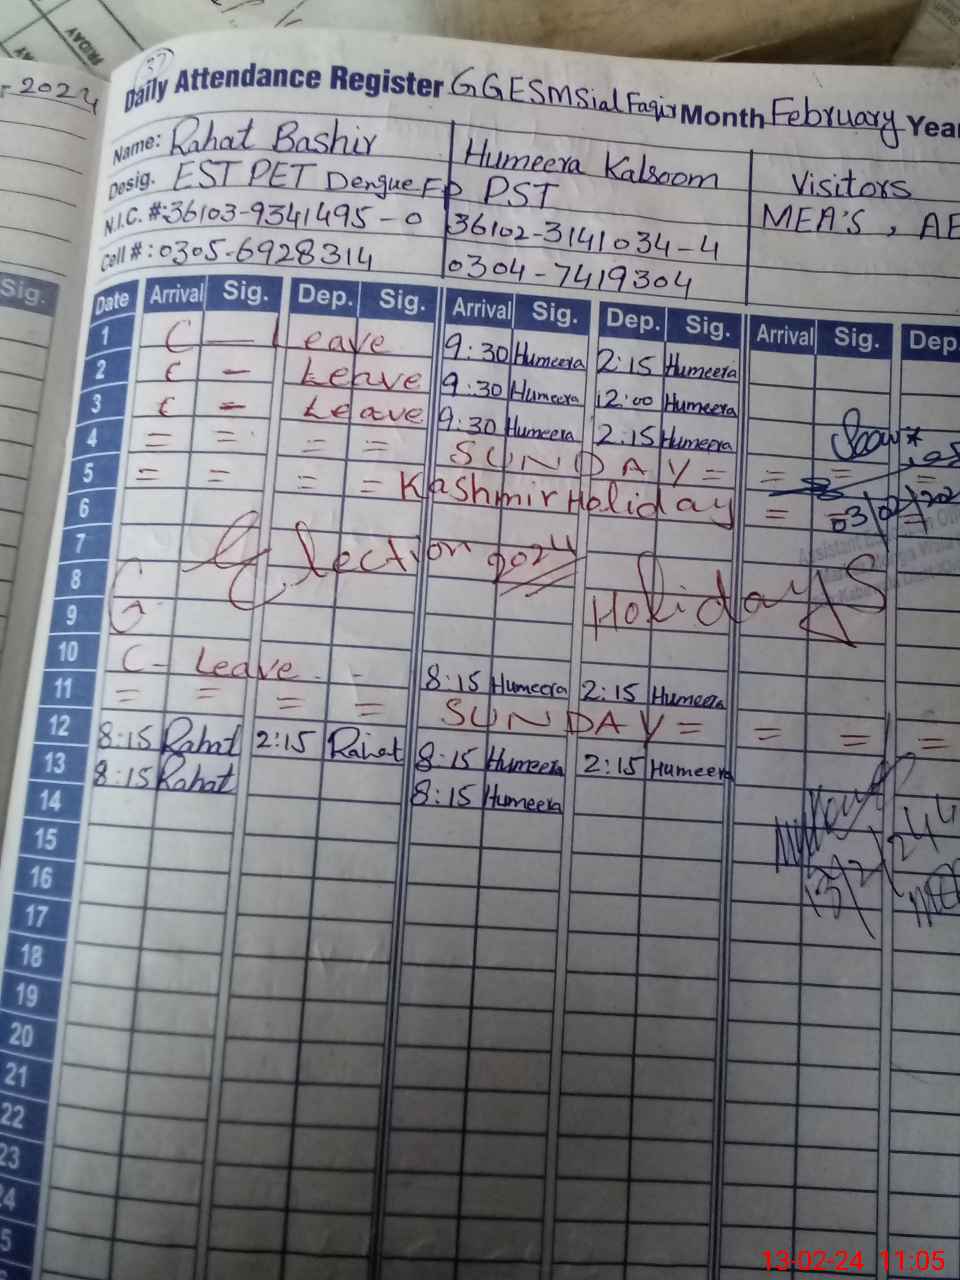 2024
FRIDAY
37
Daily Attendance Register GGESMSial Faqir Month February Yea
Name: Rahat Bashir Humeera Kalsoom Visitors
Desig. EST PET Dengue FP PST MEA'S, AE
N.I.C. #:36103-9341495-0 36102-3141034-4
Cell #:0305-6928314 0304-7419304
Sig. Date Arrival Sig. Dep. Sig. Arrival Sig. Dep. Sig. Arrival Sig. Dep.
1 C — Leave 9:30 Humeera 2:15 Humeera
2 C - Leave 9:30 Humeera 12:00 Humeera
3 C - Leave 9:30 Humeera 2:15 Humeera
4 = = = = SUNDAY = = = =
5 = = = = Kashmir Holiday = = =
6 03/02/202
7 Election 2024
8 Holidays
9
10 C- Leave - 8:15 Humeera 2:15 Humeera
11 = = = = SUNDAY = = = =
12 8:15 Rahat 2:15 Rahat 8:15 Humeera 2:15 Humeera
13 8:15 Rahat 8:15 Humeera
14
15
16
17
18
19
20
21
22
23
24
5
13-02-24 11:05